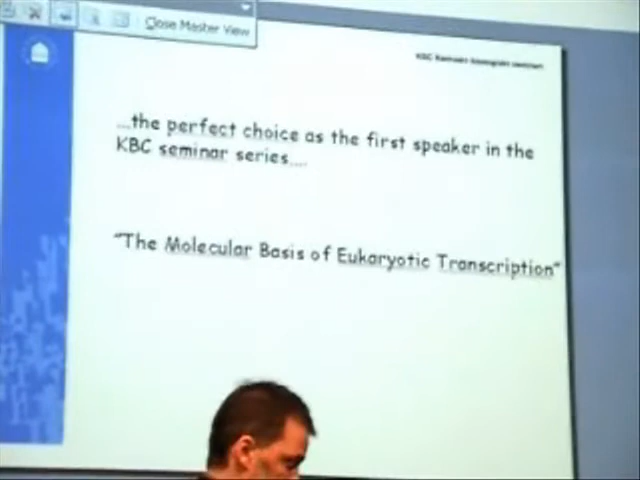 Close Master View
....the perfect choice as the first speaker in the
KBC seminar series....
"The Molecular Basis of Eukaryotic Transcription"